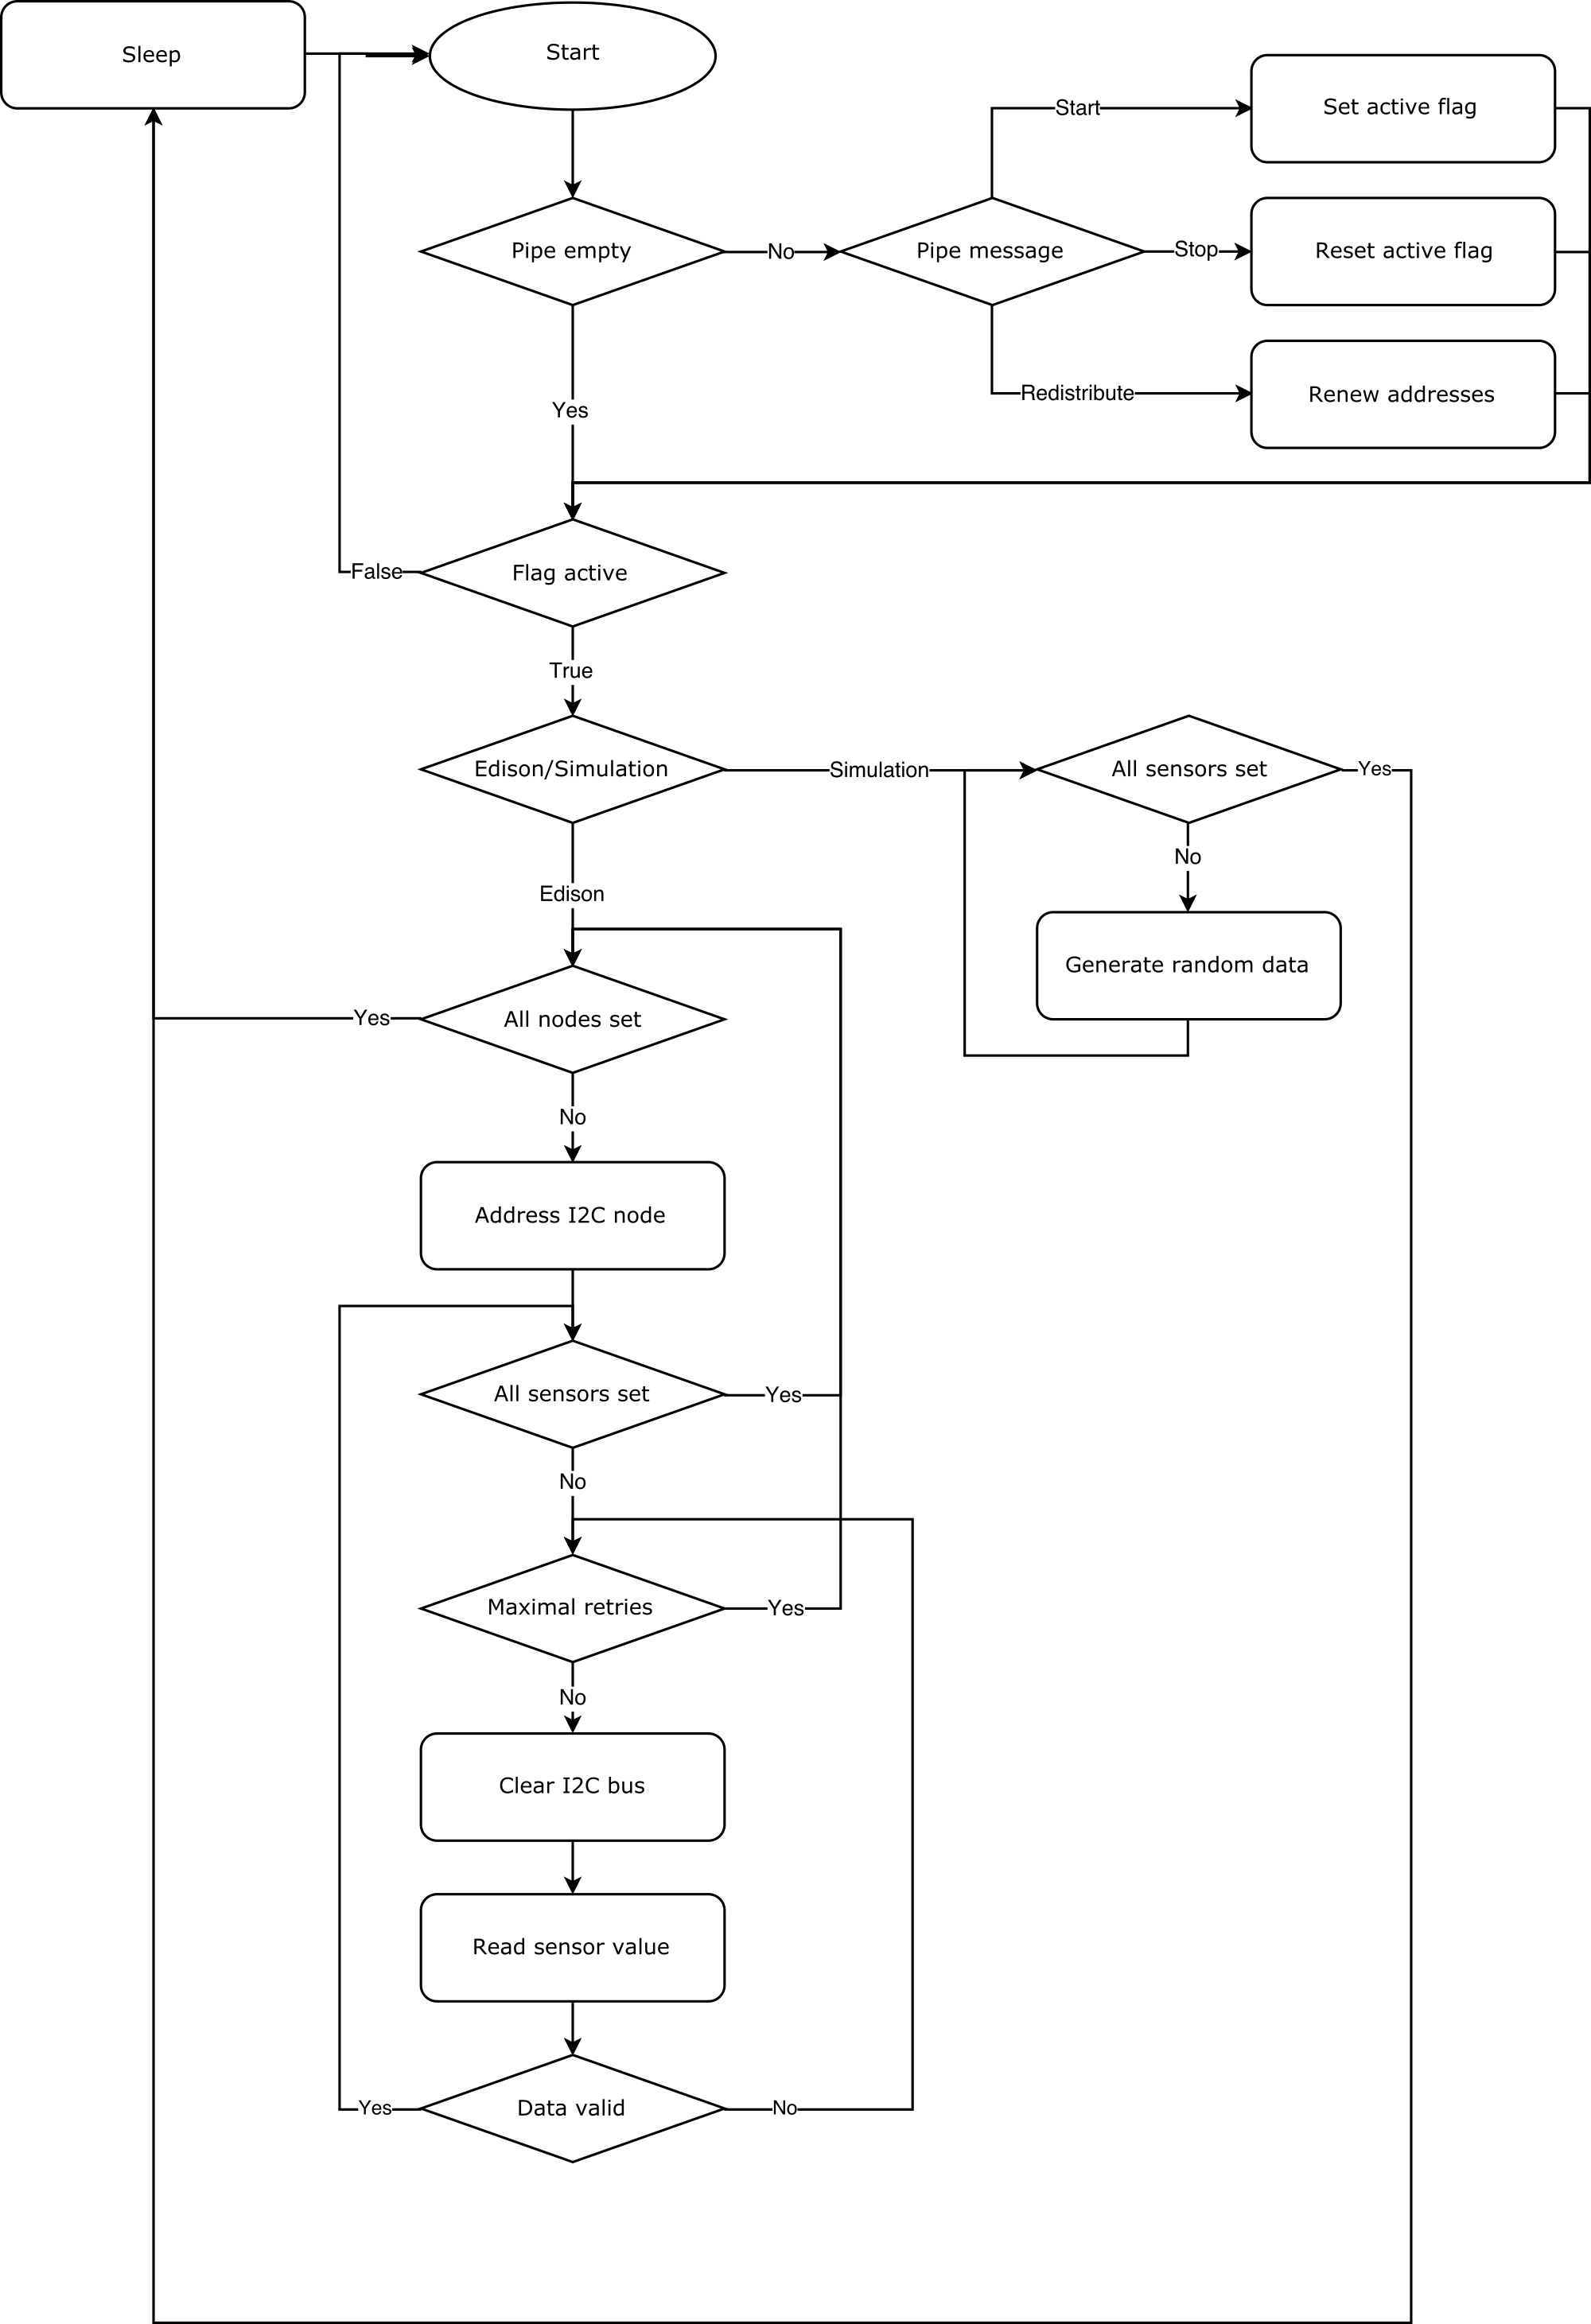 Sleep
Start
Start
Set active flag
Pipe empty
No
Pipe message
Stop
Reset active flag
Redistribute
Renew addresses
Yes
False
Flag active
True
Edison/Simulation
Simulation
All sensors set
Yes
No
Edison
Generate random data
Yes
All nodes set
No
Address I2C node
All sensors set
Yes
No
Maximal retries
Yes
No
Clear I2C bus
Read sensor value
Yes
Data valid
No